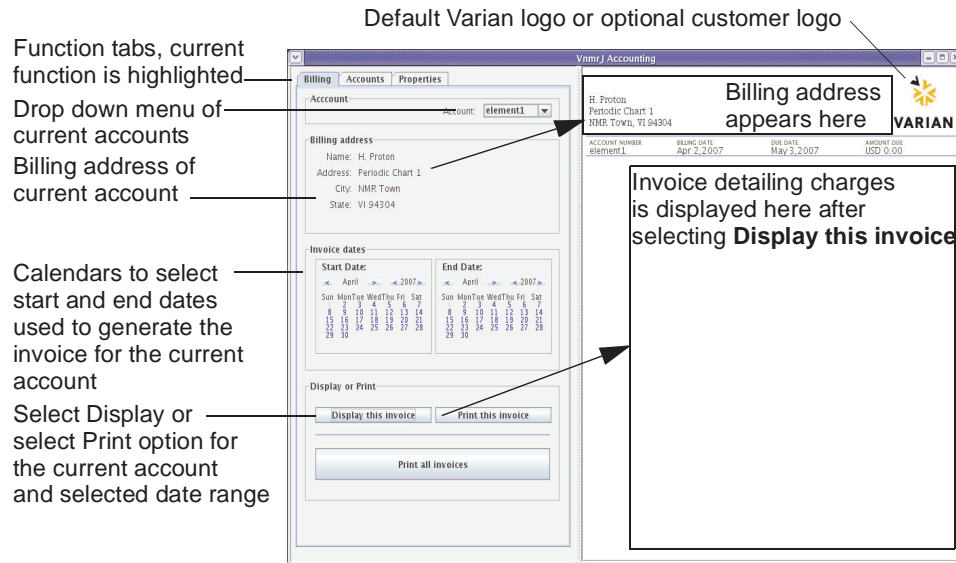 Default Varian logo or optional customer logo
Function tabs, current
function is highlighted
Drop down menu of
current accounts
Billing address of
current account
Calendars to select
start and end dates
used to generate the
invoice for the current
account
Select Display or
select Print option for
the current account
and selected date range
VnmrJ Accounting
Billing Accounts Properties
Acccount
Account: element1
Billing address
Name: H. Proton
Address: Periodic Chart 1
City: NMR Town
State: VI 94304
Invoice dates
Start Date:
< April > < 2007 >
Sun Mon Tue Wed Thu Fri Sat
1 2 3 4 5 6 7
8 9 10 11 12 13 14
15 16 17 18 19 20 21
22 23 24 25 26 27 28
29 30
End Date:
< April > < 2007 >
Sun Mon Tue Wed Thu Fri Sat
1 2 3 4 5 6 7
8 9 10 11 12 13 14
15 16 17 18 19 20 21
22 23 24 25 26 27 28
29 30
Display or Print
Display this invoice Print this invoice
Print all invoices
H. Proton
Periodic Chart 1
NMR Town, VI 94304
Billing address
appears here
VARIAN
ACCOUNT NUMBER BILLING DATE DUE DATE AMOUNT DUE
element1 Apr 2,2007 May 3,2007 USD 0.00
Invoice detailing charges
is displayed here after
selecting Display this invoice